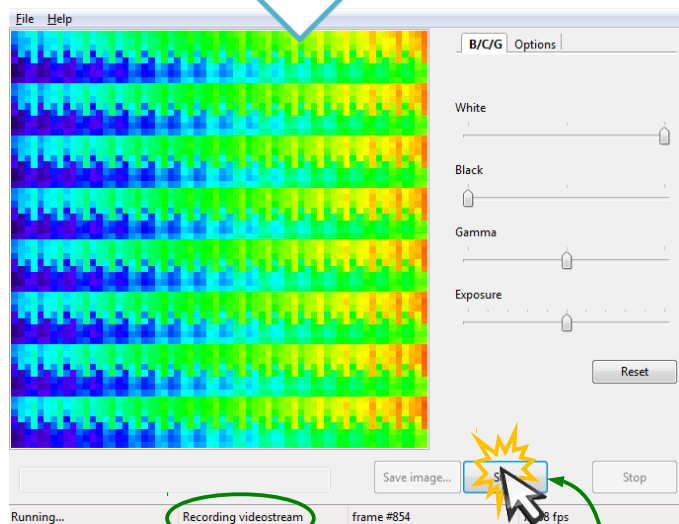 File Help
B/C/G Options
White
Black
Gamma
Exposure
Reset
Save image...
Stop
Running...
Recording videostream
frame #854
fps